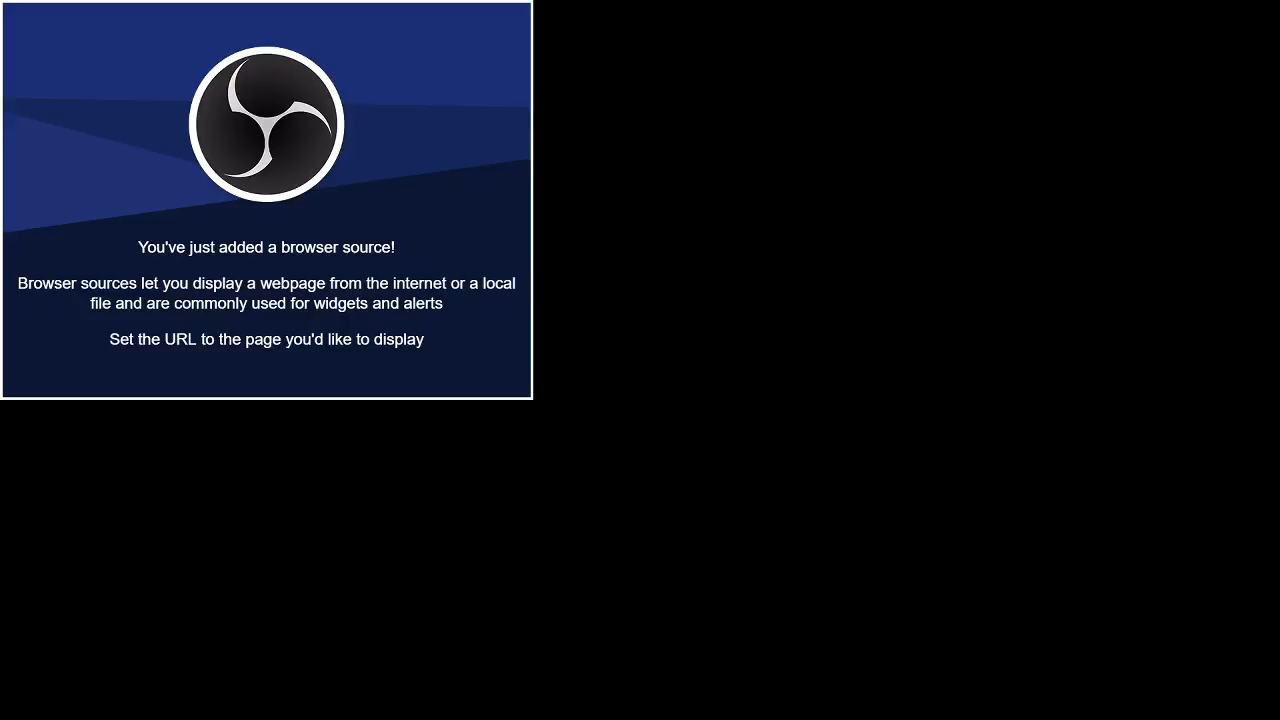 You've just added a browser source!
Browser sources let you display a webpage from the internet or a local
file and are commonly used for widgets and alerts
Set the URL to the page you'd like to display